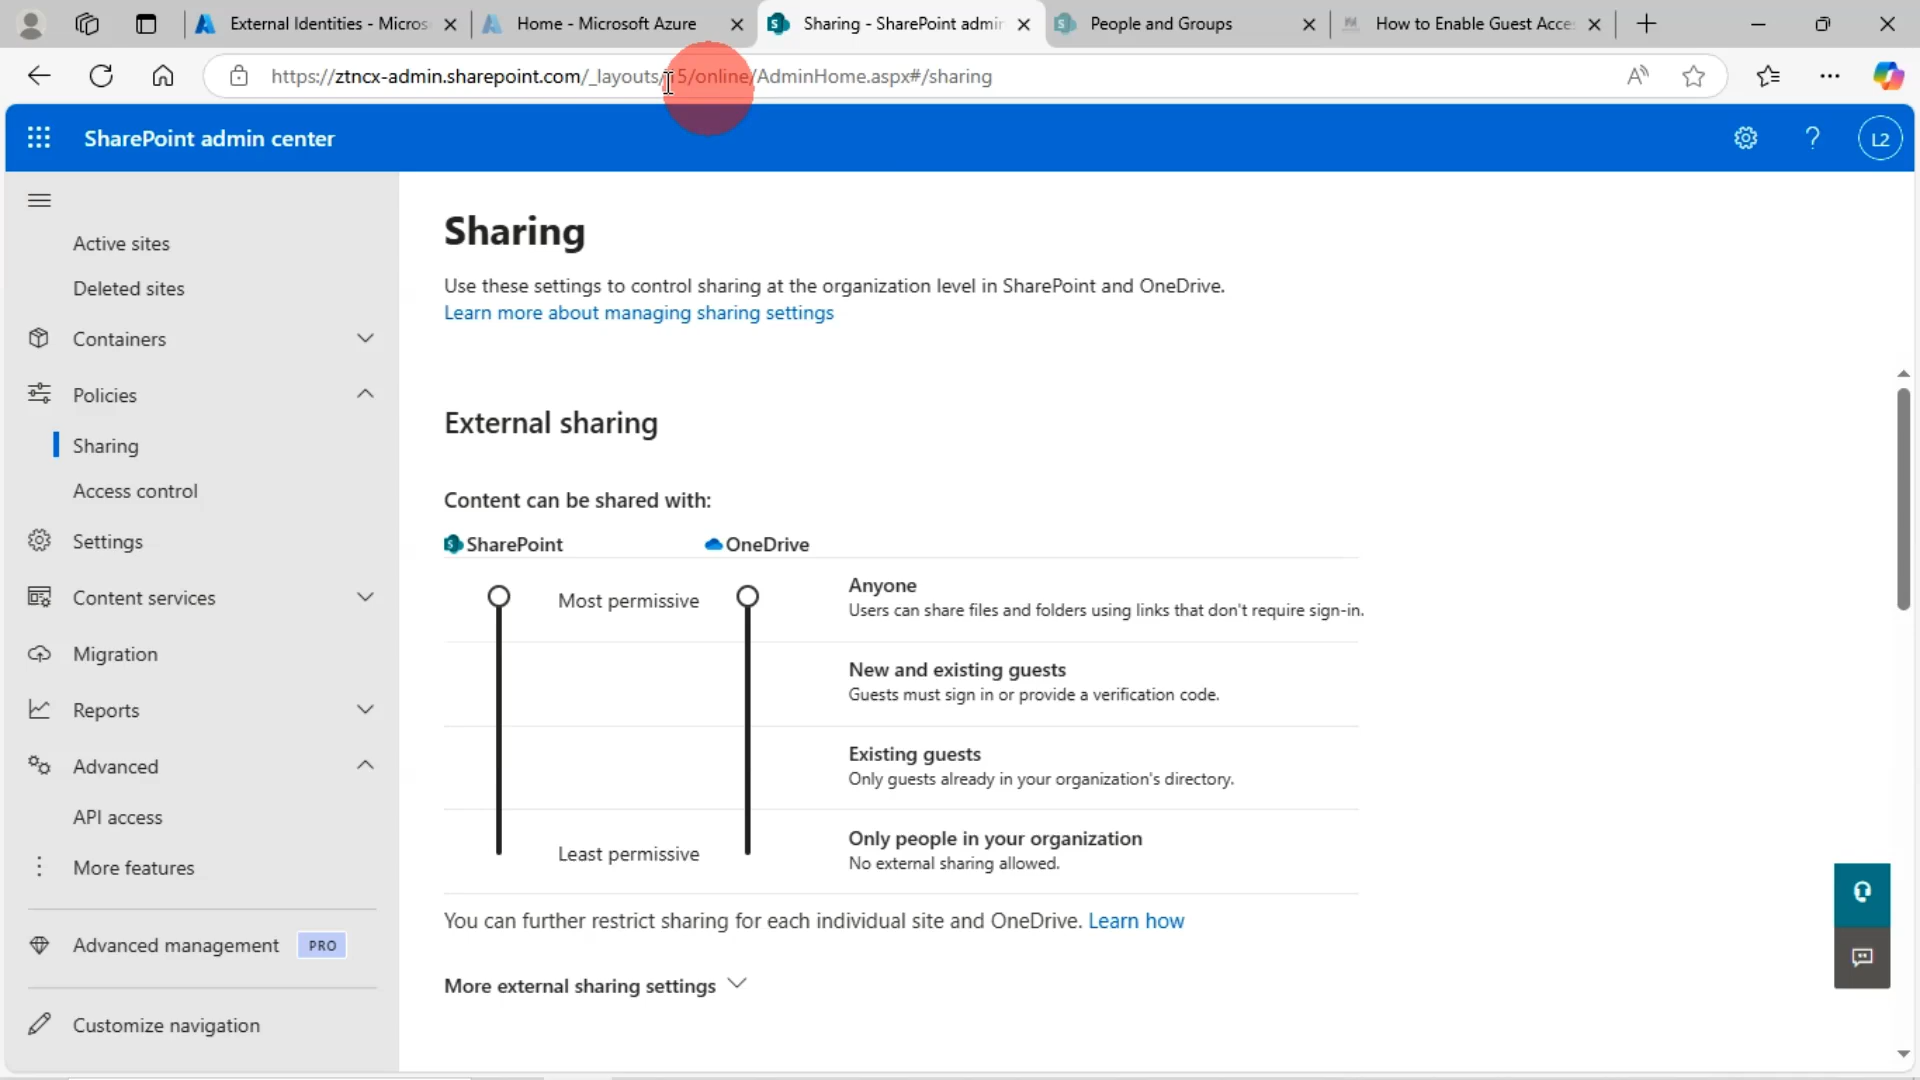 External Identities - Micros
Home - Microsoft Azure
Sharing - SharePoint admin
People and Groups
How to Enable Guest Acce
https://ztncx-admin.sharepoint.com/_layouts/15/online/AdminHome.aspx#/sharing
SharePoint admin center
L2
Active sites
Deleted sites
Containers
Policies
Sharing
Access control
Settings
Content services
Migration
Reports
Advanced
API access
More features
Advanced management PRO
Customize navigation
Sharing
Use these settings to control sharing at the organization level in SharePoint and OneDrive.
Learn more about managing sharing settings
External sharing
Content can be shared with:
SharePoint
OneDrive
Most permissive
Anyone
Users can share files and folders using links that don't require sign-in.
New and existing guests
Guests must sign in or provide a verification code.
Existing guests
Only guests already in your organization's directory.
Least permissive
Only people in your organization
No external sharing allowed.
You can further restrict sharing for each individual site and OneDrive. Learn how
More external sharing settings